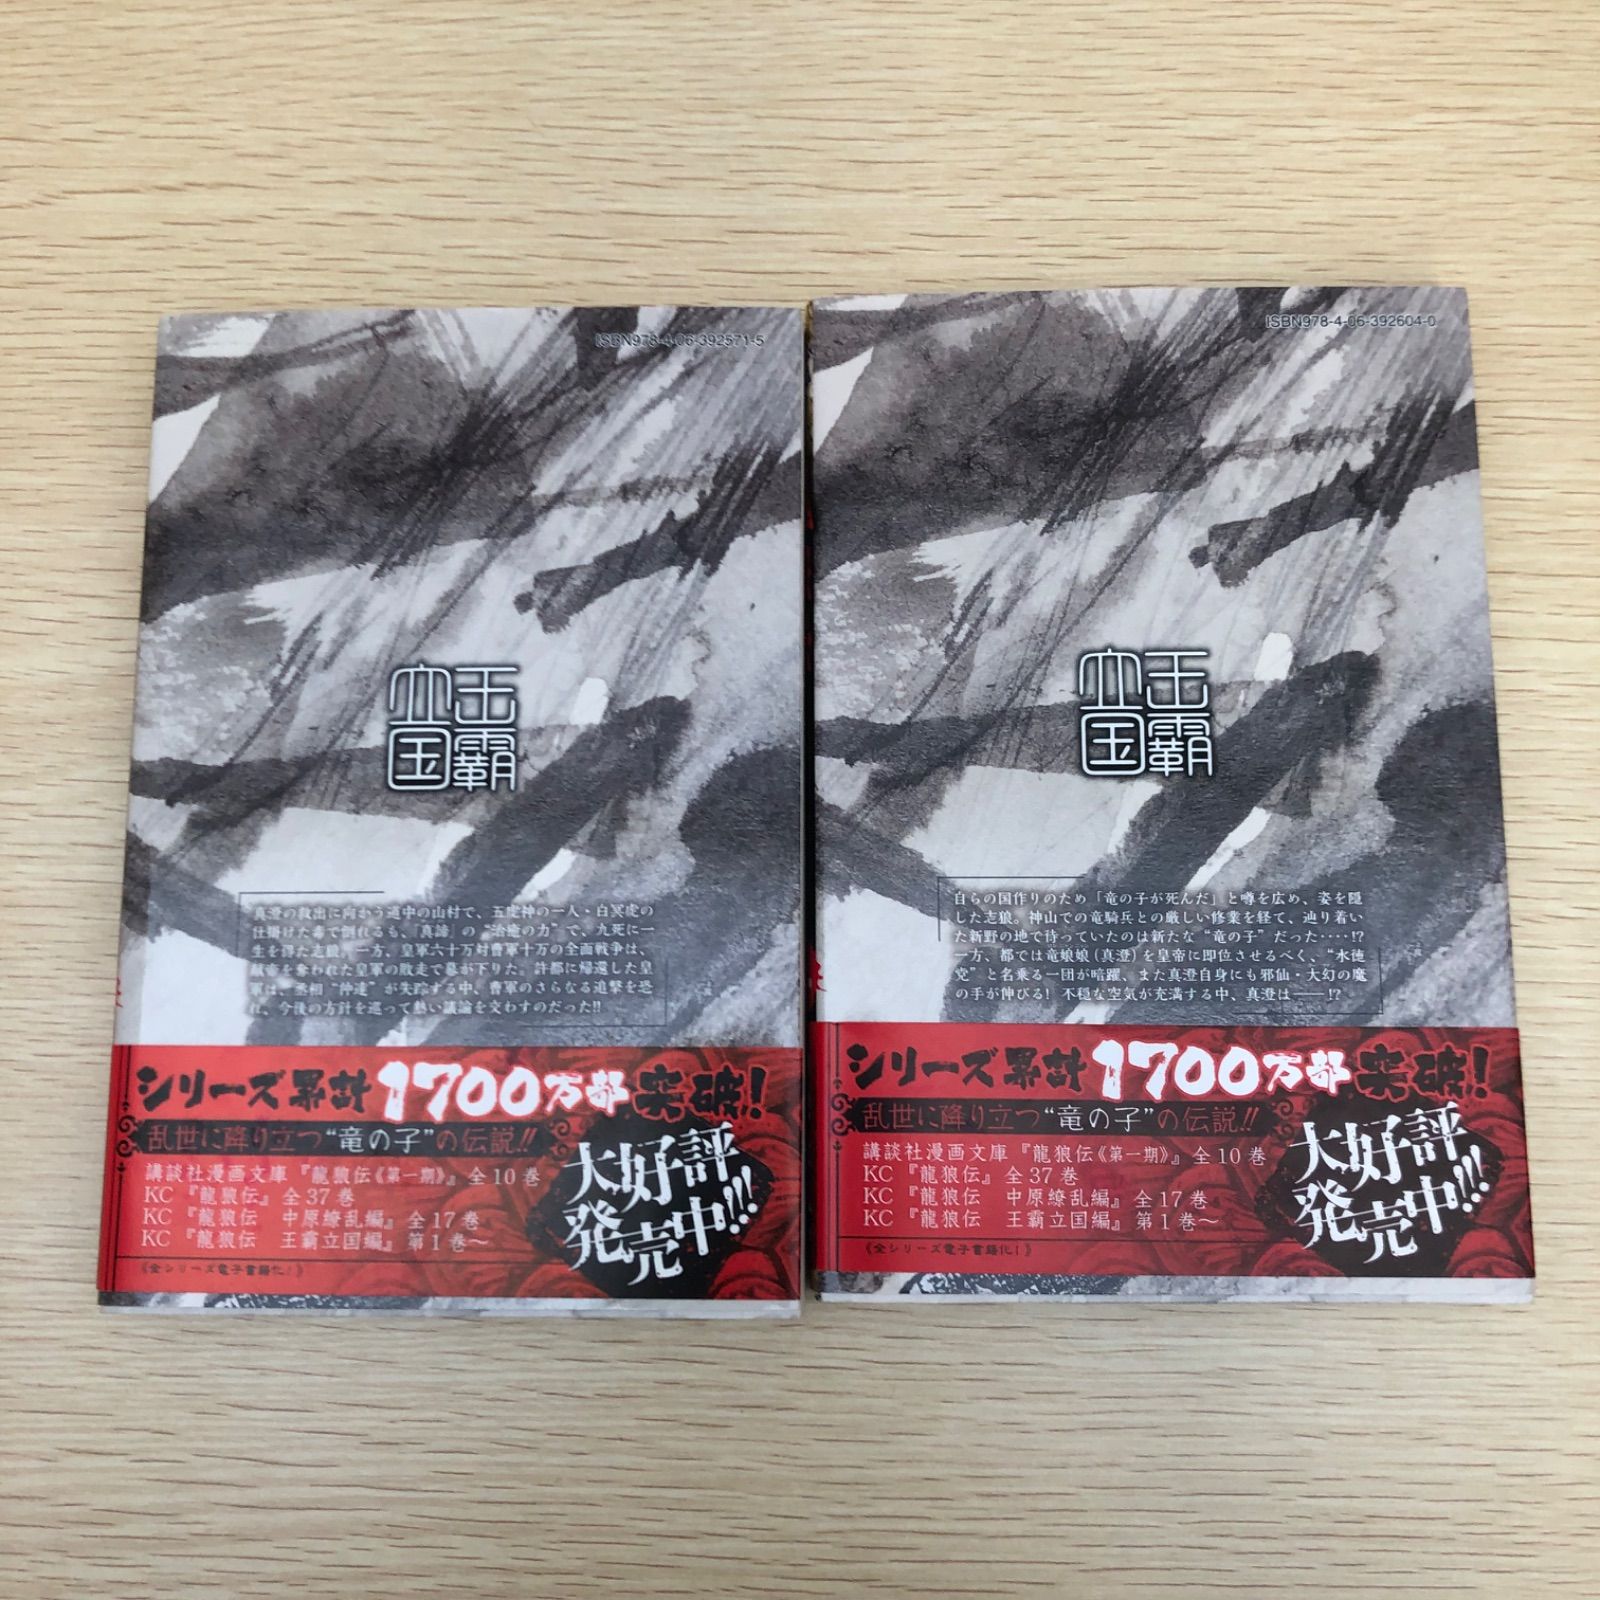 ISBN978-4-06-392571-5
王覇
立国
真澄の救出に向かう道中の山村で、五虎神の一人・白冥虎の
仕掛けた毒で倒れるも、「真諦」の“治癒の力”で、九死に一
生を得た志狼。一方、皇軍六十万対曹軍十万の全面戦争は、
献帝を奪われた皇軍の敗走で幕が下りた。許都に帰還した皇
軍は、丞相“仲達”が失踪する中、曹軍のさらなる追撃を恐
れ、今後の方針を巡って熱い議論を交わすのだった!!
シリーズ累計1700万部突破!
乱世に降り立つ“竜の子”の伝説!!
講談社漫画文庫『龍狼伝《第一期》』全10巻
KC『龍狼伝』全37巻
KC『龍狼伝 中原繚乱編』全17巻
KC『龍狼伝 王霸立国編』第1巻〜
《全シリーズ電子書籍化!》
大好評
発売中!!!
ISBN978-4-06-392604-0
王覇
立国
自らの国作りのため「竜の子が死んだ」と噂を広め、姿を隠
した志狼。神山での竜騎兵との厳しい修業を経て、辿り着い
た新野の地で待っていたのは新たな“竜の子”だった‥‥!?
一方、都では竜娘娘(真澄)を皇帝に即位させるべく、“水徳
党”と名乗る一団が暗躍、また真澄自身にも邪仙・大幻の魔
の手が伸びる! 不穏な空気が充満する中、真澄は――!?
シリーズ累計1700万部突破!
乱世に降り立つ“竜の子”の伝説!!
講談社漫画文庫『龍狼伝《第一期》』全10巻
KC『龍狼伝』全37巻
KC『龍狼伝 中原繚乱編』全17巻
KC『龍狼伝 王霸立国編』第1巻〜
《全シリーズ電子書籍化!》
大好評
発売中!!!